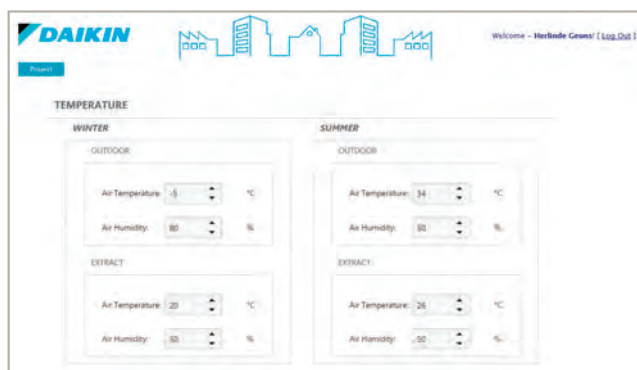 DAIKIN
Welcome - Herlinde Geuns! [ Log Out ]
Project
TEMPERATURE
WINTER
OUTDOOR
Air Temperature: -5 °C
Air Humidity: 80 %
EXTRACT
Air Temperature: 20 °C
Air Humidity: 50 %
SUMMER
OUTDOOR
Air Temperature: 34 °C
Air Humidity: 50 %
EXTRACT
Air Temperature: 26 °C
Air Humidity: 50 %